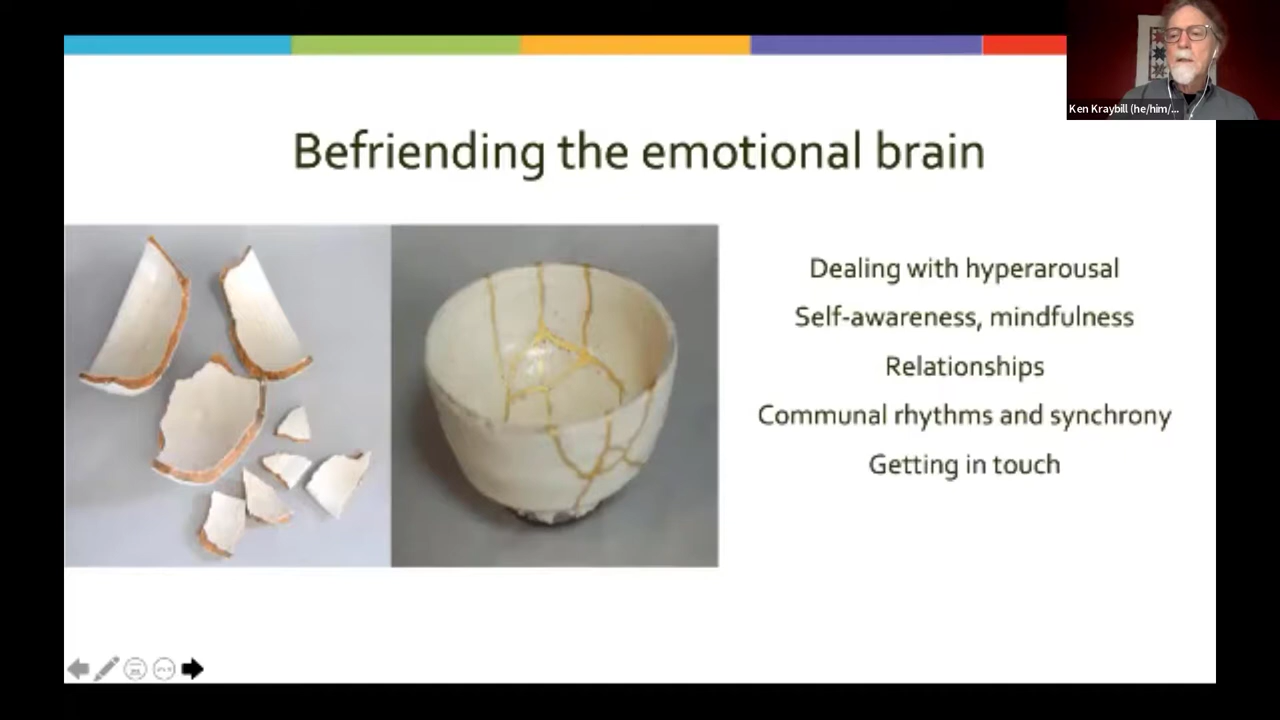 Ken Kraybill (he/him/...
Befriending the emotional brain
Dealing with hyperarousal
Self-awareness, mindfulness
Relationships
Communal rhythms and synchrony
Getting in touch